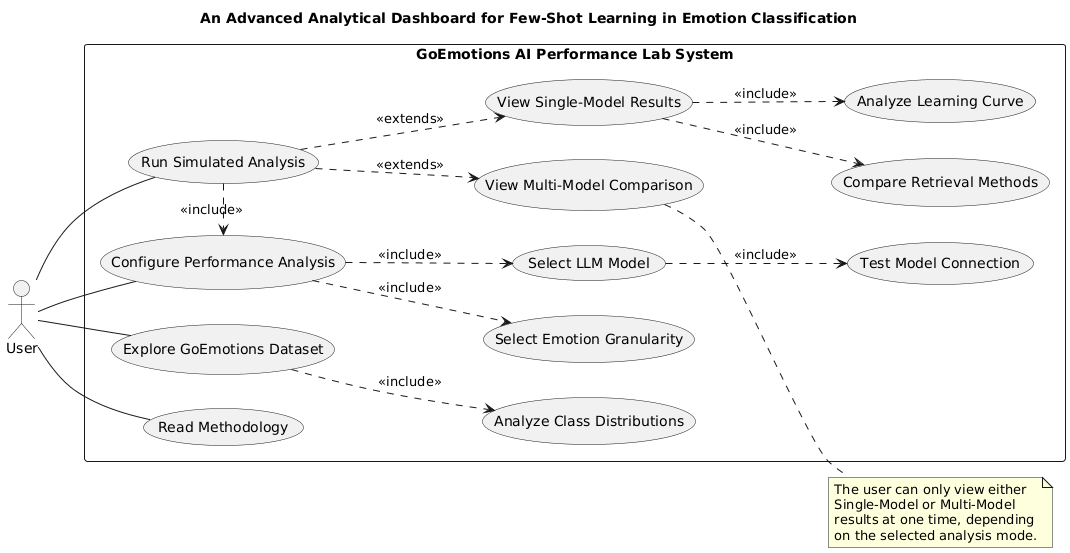 An Advanced Analytical Dashboard for Few-Shot Learning in Emotion Classification
GoEmotions AI Performance Lab System
View Single-Model Results
«include»
Analyze Learning Curve
«extends»
«include»
Run Simulated Analysis
«extends»
View Multi-Model Comparison
Compare Retrieval Methods
«include»
Configure Performance Analysis
«include»
Select LLM Model
«include»
Test Model Connection
«include»
User
Explore GoEmotions Dataset
Select Emotion Granularity
«include»
Read Methodology
Analyze Class Distributions
The user can only view either
Single-Model or Multi-Model
results at one time, depending
on the selected analysis mode.